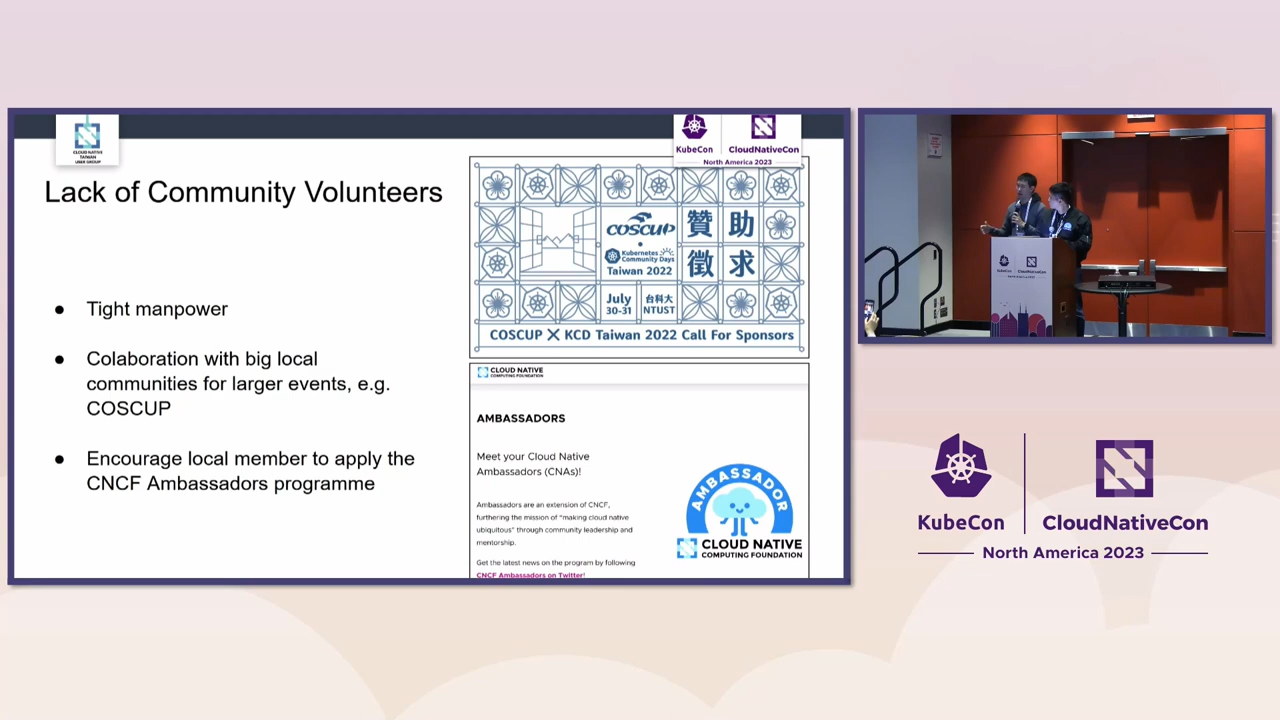 CLOUD NATIVE
TAIWAN
USER GROUP
KubeCon
CloudNativeCon
North America 2023
Lack of Community Volunteers
● Tight manpower
● Colaboration with big local
communities for larger events, e.g.
COSCUP
● Encourage local member to apply the
CNCF Ambassadors programme
COSCUP
Kubernetes
Community Days
Taiwan 2022
贊助
徵求
July
30-31
台科大
NTUST
COSCUP X KCD Taiwan 2022 Call For Sponsors
CLOUD NATIVE
COMPUTING FOUNDATION
AMBASSADORS
Meet your Cloud Native
Ambassadors (CNAs)!
Ambassadors are an extension of CNCF,
furthering the mission of "making cloud native
ubiquitous" through community leadership and
mentorship.
Get the latest news on the program by following
CNCF Ambassadors on Twitter!
AMBASSADOR
CLOUD NATIVE
COMPUTING FOUNDATION
KubeCon
CloudNativeCon
North America 2023